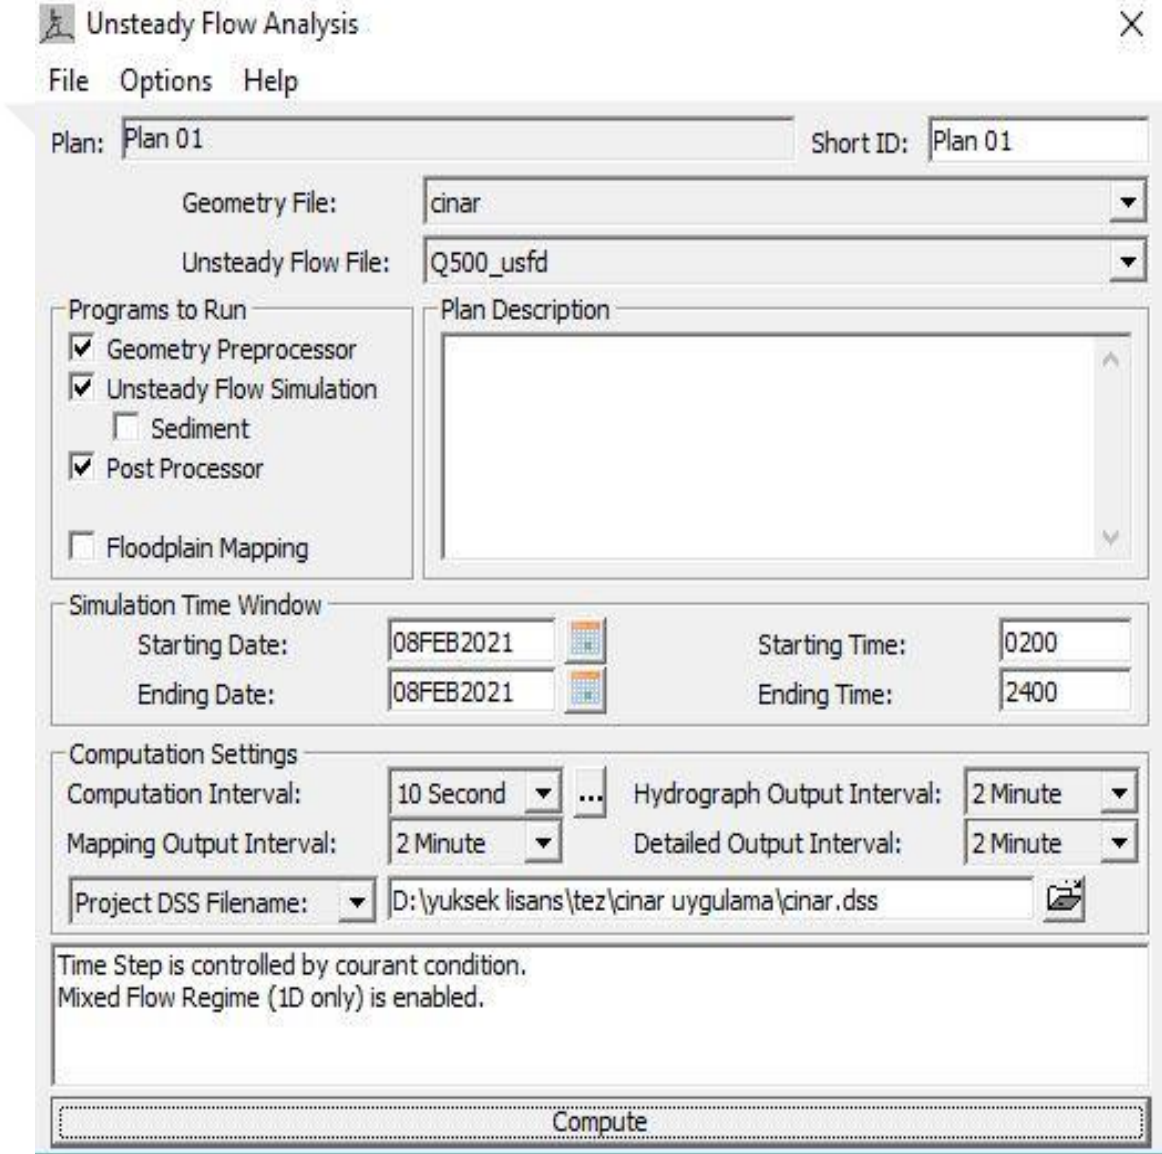 Unsteady Flow Analysis
File Options Help
Plan: Plan 01 Short ID: Plan 01
Geometry File: cinar
Unsteady Flow File: Q500_usfd
Programs to Run Plan Description
Geometry Preprocessor
Unsteady Flow Simulation
Sediment
Post Processor
Floodplain Mapping
Simulation Time Window
Starting Date: 08FEB2021 Starting Time: 0200
Ending Date: 08FEB2021 Ending Time: 2400
Computation Settings
Computation Interval: 10 Second ... Hydrograph Output Interval: 2 Minute
Mapping Output Interval: 2 Minute Detailed Output Interval: 2 Minute
Project DSS Filename: D:\yuksek lisans\tez\cinar uygulama\cinar.dss
Time Step is controlled by courant condition.
Mixed Flow Regime (1D only) is enabled.
Compute